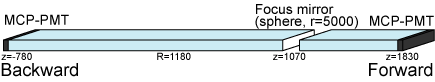 MCP-PMT
Focus mirror
(sphere, r=5000)
MCP-PMT
z=-780
R=1180
z=1070
z=1830
Backward
Forward